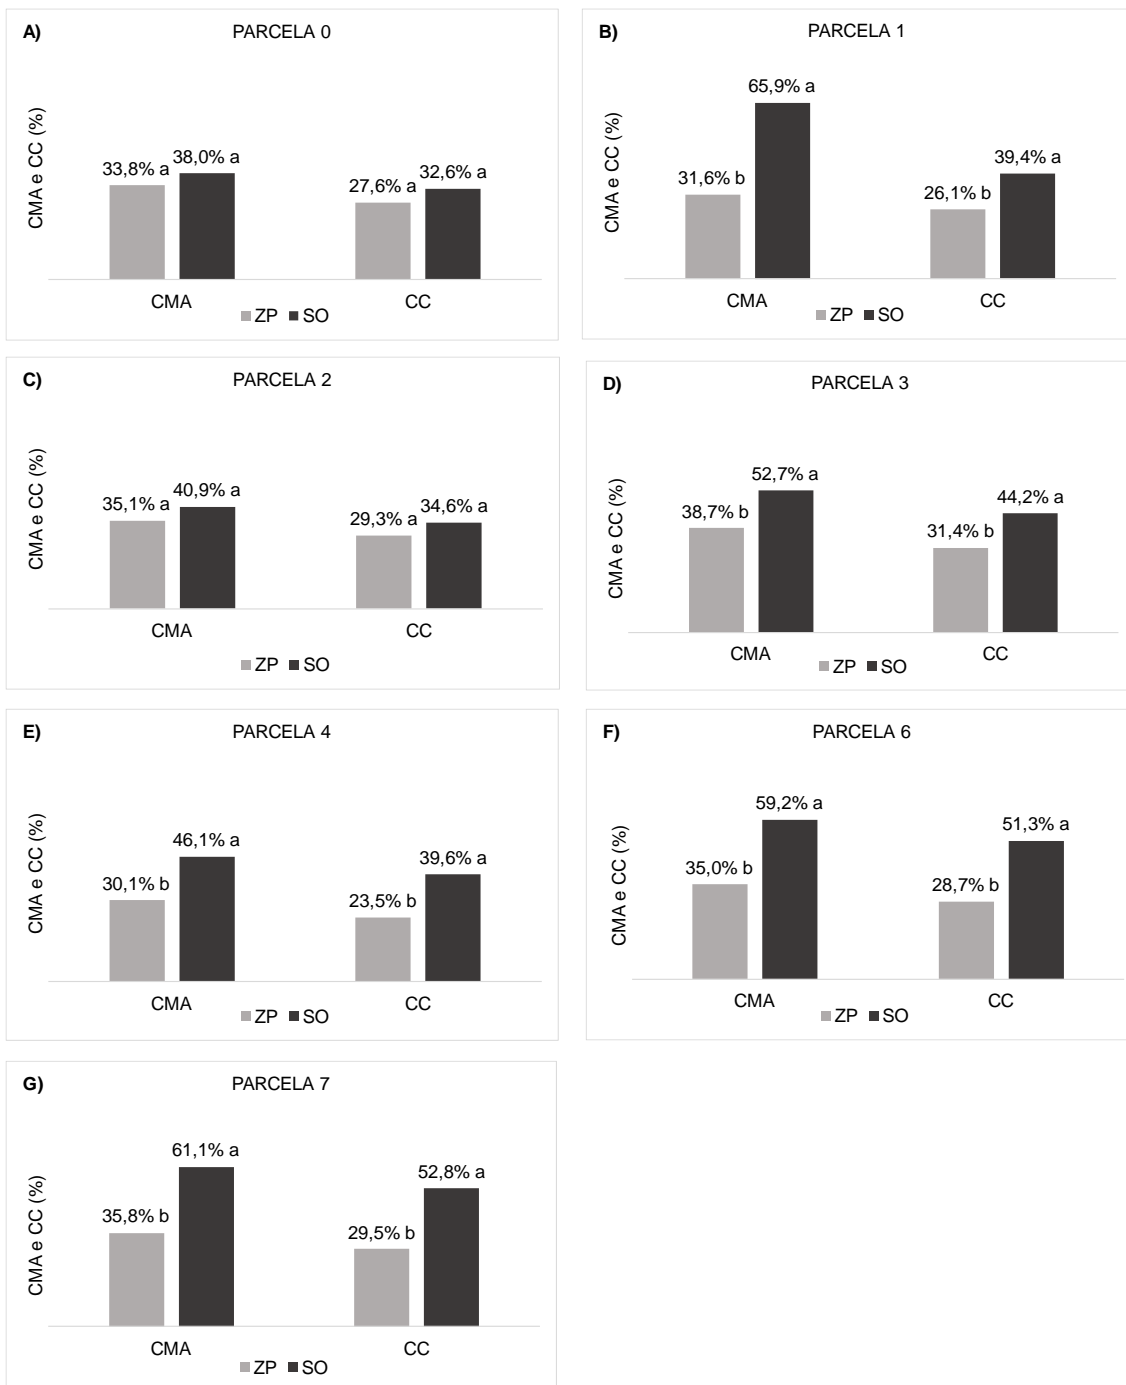 A)
PARCELA 0
CMA e CC (%)
33,8% a
38,0% a
27,6% a
32,6% a
CMA
CC
ZP SO
B)
PARCELA 1
CMA e CC (%)
31,6% b
65,9% a
26,1% b
39,4% a
CMA
CC
ZP SO
C)
PARCELA 2
CMA e CC (%)
35,1% a
40,9% a
29,3% a
34,6% a
CMA
CC
ZP SO
D)
PARCELA 3
CMA e CC (%)
38,7% b
52,7% a
31,4% b
44,2% a
CMA
CC
ZP SO
E)
PARCELA 4
CMA e CC (%)
30,1% b
46,1% a
23,5% b
39,6% a
CMA
CC
ZP SO
F)
PARCELA 6
CMA e CC (%)
35,0% b
59,2% a
28,7% b
51,3% a
CMA
CC
ZP SO
G)
PARCELA 7
CMA e CC (%)
35,8% b
61,1% a
29,5% b
52,8% a
CMA
CC
ZP SO